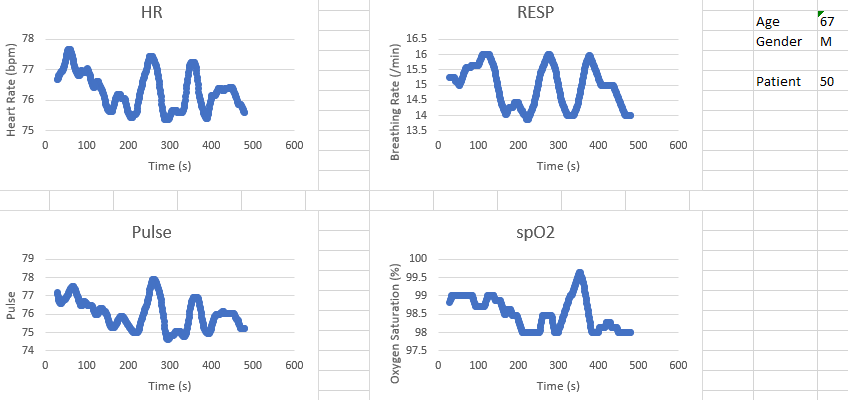 HR
Heart Rate (bpm)
78
77
76
75
0 100 200 300 400 500 600
Time (s)
RESP
Breathing Rate (/min)
16.5
16
15.5
15
14.5
14
13.5
0 100 200 300 400 500 600
Time (s)
Age 67
Gender M
Patient 50
Pulse
Pulse
79
78
77
76
75
74
0 100 200 300 400 500 600
Time (s)
spO2
Oxygen Saturation (%)
100
99.5
99
98.5
98
97.5
0 100 200 300 400 500 600
Time (s)